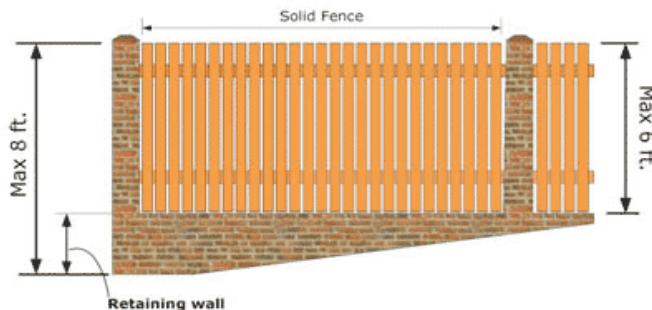 Solid Fence
Max 8 ft.
Max 6 ft.
Retaining wall